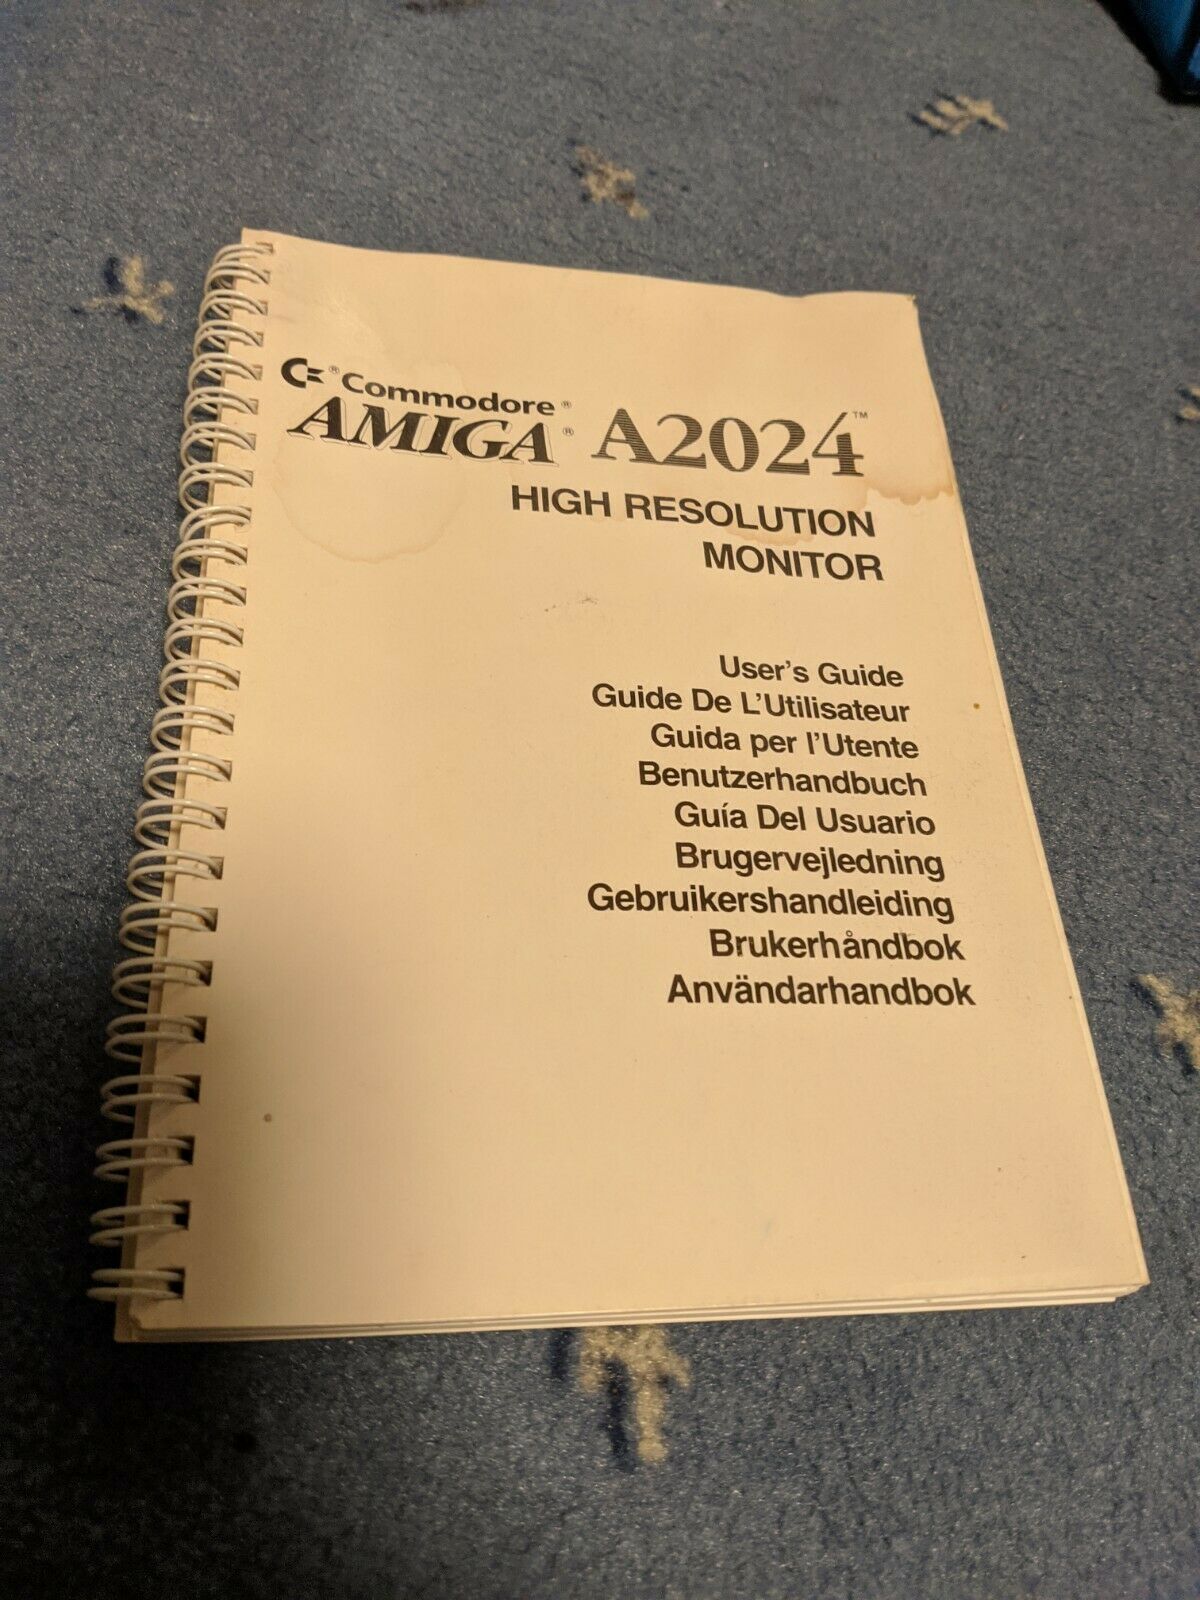 C= ® Commodore ®
AMIGA ® A2024 ™
HIGH RESOLUTION
MONITOR
User's Guide
Guide De L'Utilisateur
Guida per l'Utente
Benutzerhandbuch
Guía Del Usuario
Brugervejledning
Gebruikershandleiding
Brukerhåndbok
Användarhandbok